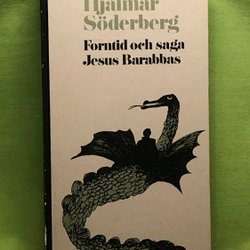 Hjalmar
Söderberg
Forntid och saga
Jesus Barabbas